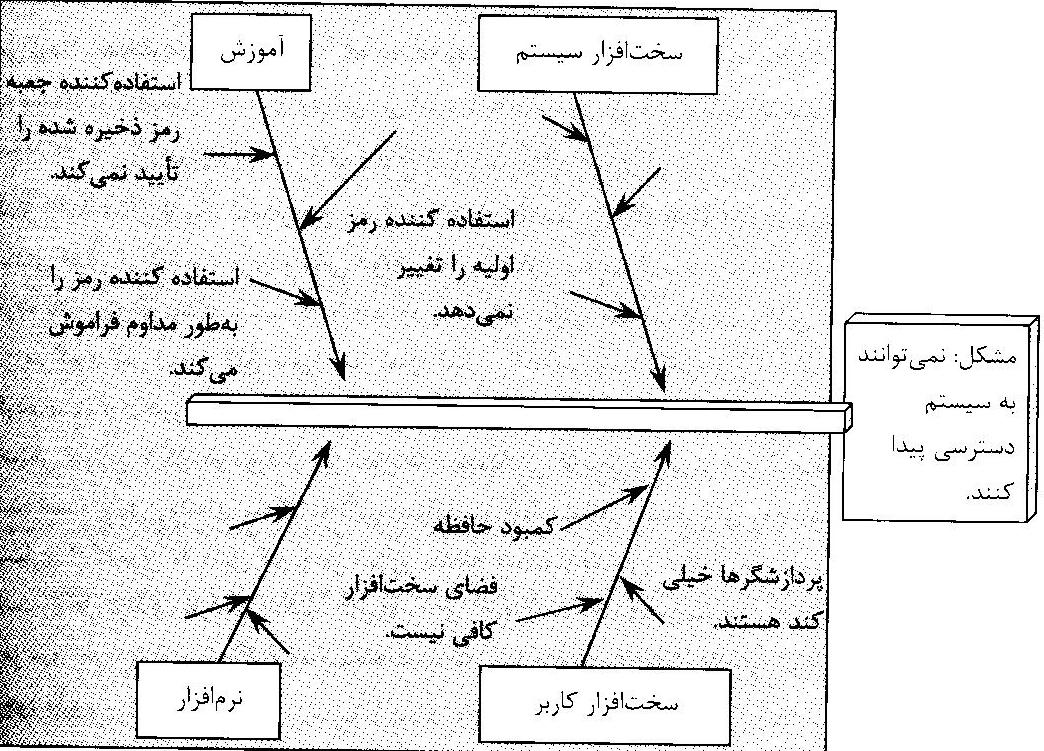 آموزش
سخت‌افزار سیستم
استفاده‌کننده جعبه
رمز ذخیره شده را
تأیید نمی‌کند.
استفاده کننده رمز
اولیه را تغییر
نمی‌دهد.
استفاده کننده رمز را
به‌طور مداوم فراموش
می‌کند.
مشکل: نمی‌توانند
به سیستم
دسترسی پیدا
کنند.
کمبود حافظه
پردازشگرها خیلی
کند هستند.
فضای سخت‌افزار
کافی نیست.
سخت‌افزار کاربر
نرم‌افزار